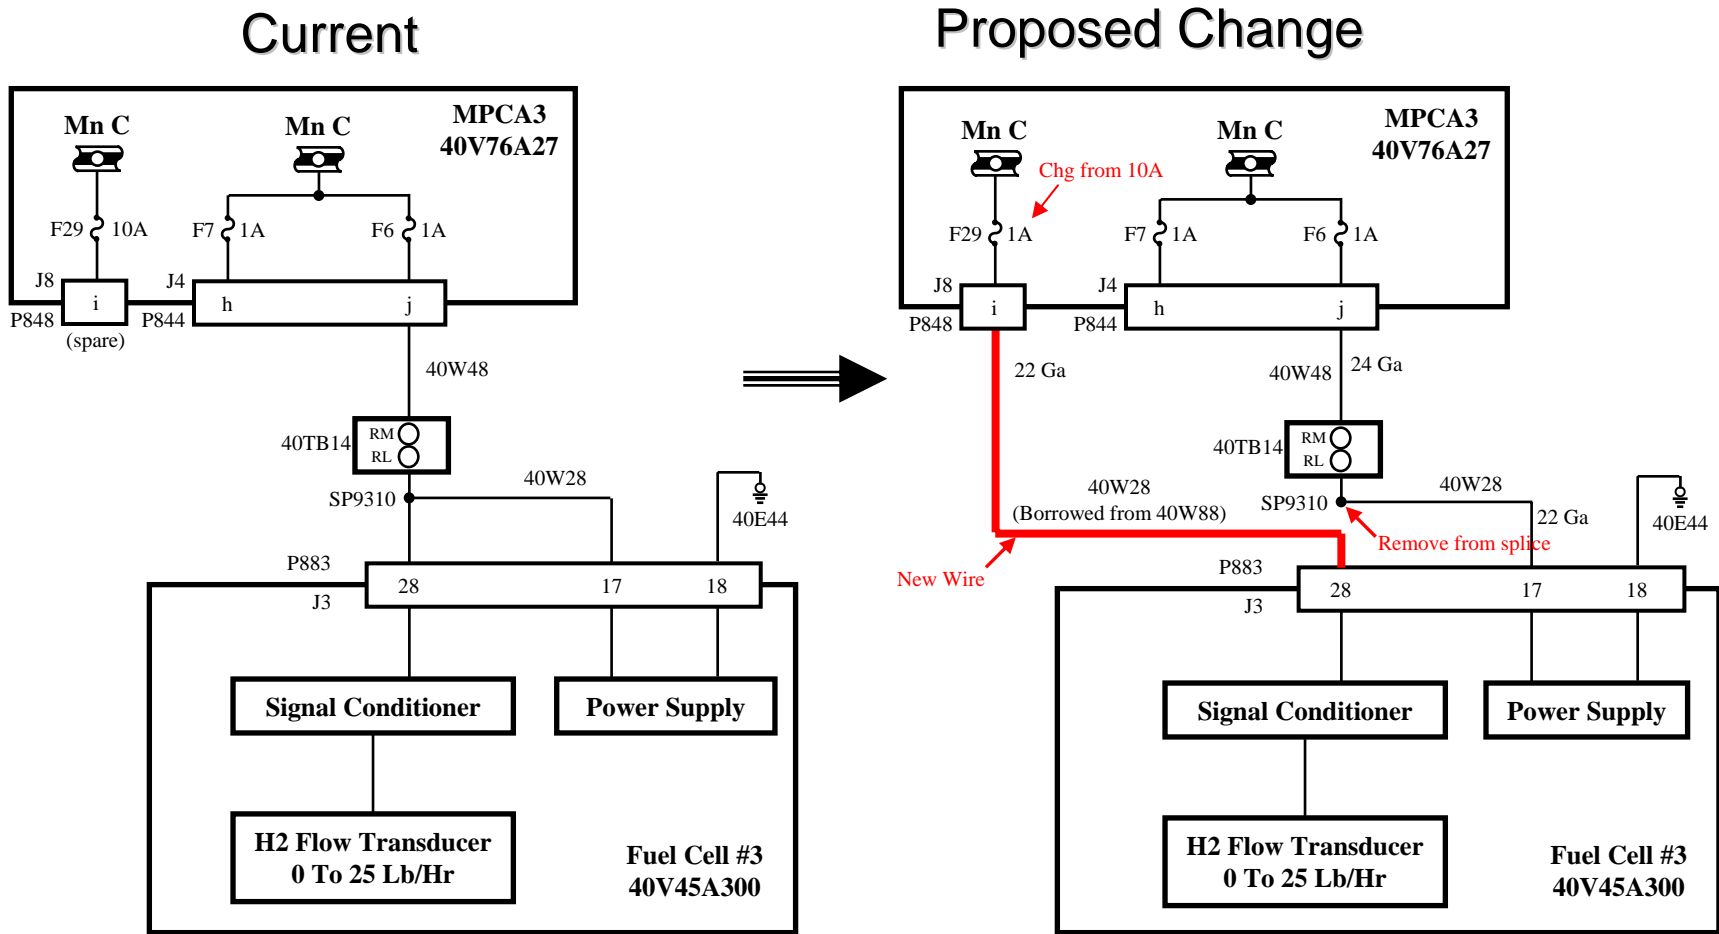 Current
Proposed Change
MPCA3
40V76A27
Mn C
Mn C
F29
10A
F7
1A
F6
1A
J8
J4
i
h
j
P848
P844
(spare)
40W48
40TB14
RM
RL
SP9310
40W28
40E44
P883
J3
28
17
18
Signal Conditioner
Power Supply
H2 Flow Transducer
0 To 25 Lb/Hr
Fuel Cell #3
40V45A300
MPCA3
40V76A27
Mn C
Mn C
Chg from 10A
F29
1A
F7
1A
F6
1A
J8
J4
i
h
j
P848
P844
22 Ga
40W48
24 Ga
40TB14
RM
RL
SP9310
40W28
40W28
(Borrowed from 40W88)
22 Ga
40E44
Remove from splice
New Wire
P883
J3
28
17
18
Signal Conditioner
Power Supply
H2 Flow Transducer
0 To 25 Lb/Hr
Fuel Cell #3
40V45A300